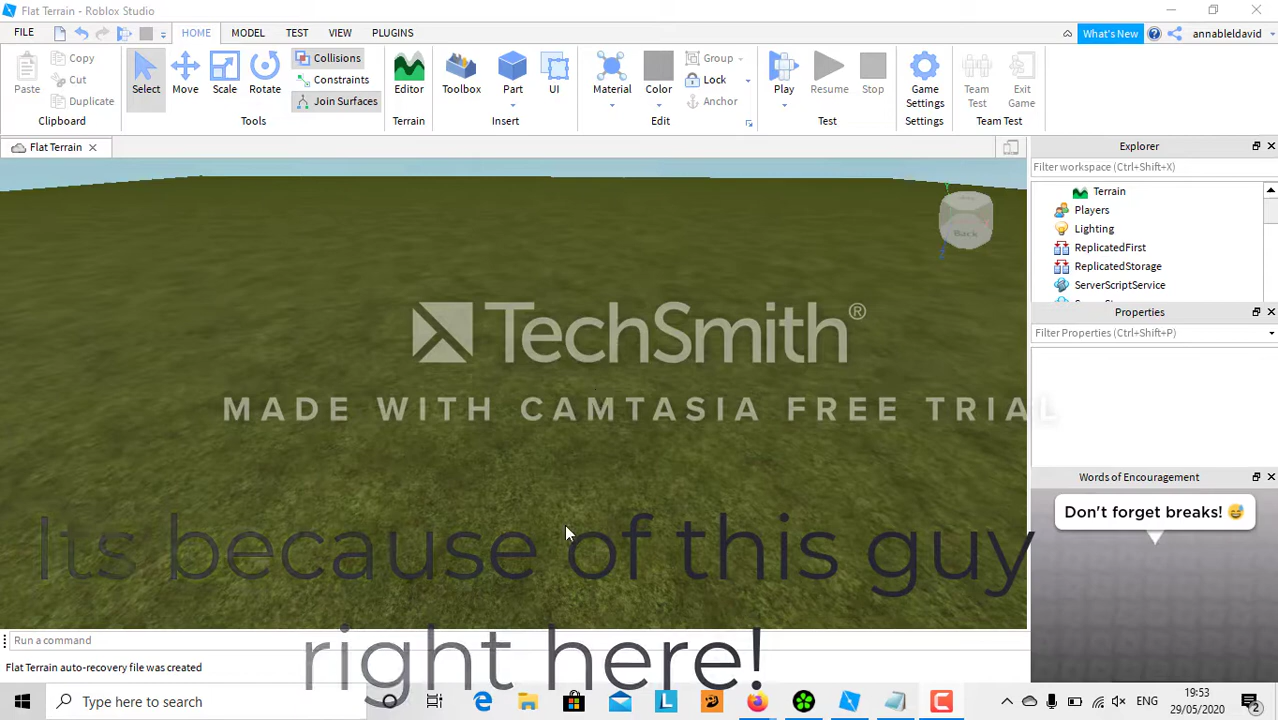 Flat Terrain - Roblox Studio
FILE HOME MODEL TEST VIEW PLUGINS What's New annableldavid
Paste Copy Cut Duplicate
Select Move Scale Rotate
Collisions
Constraints
Join Surfaces
Editor Toolbox Part UI Material Color
Group
Lock
Anchor
Play Resume Stop
Game Settings
Team Test
Exit Game
Clipboard Tools Terrain Insert Edit Test Settings Team Test
Flat Terrain
Explorer
Filter workspace (Ctrl+Shift+X)
Terrain
Players
Lighting
ReplicatedFirst
ReplicatedStorage
ServerScriptService
Back
Z
Properties
Filter Properties (Ctrl+Shift+P)
TechSmith®
MADE WITH CAMTASIA FREE TRIAL
Words of Encouragement
Don't forget breaks! 😅
Its because of this guy
right here!
Run a command
Flat Terrain auto-recovery file was created
Type here to search
ENG
19:53
29/05/2020
2